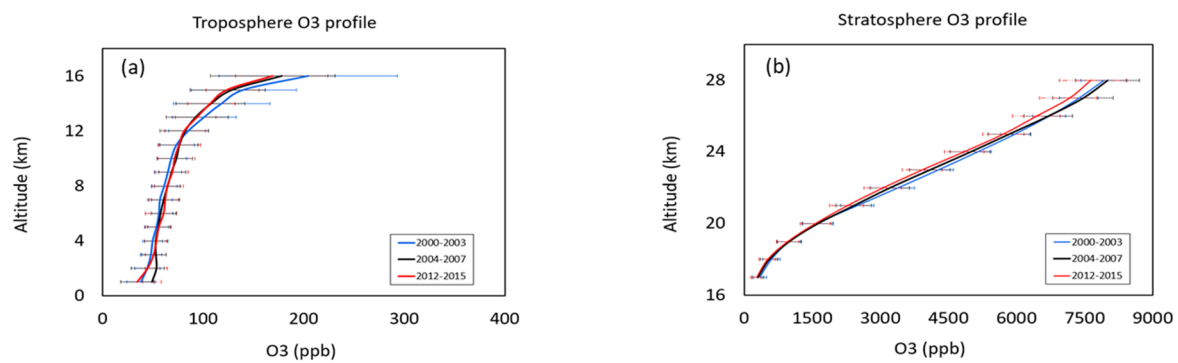 Troposphere O3 profile
(a)
Altitude (km)
16
12
8
4
0
0 100 200 300 400
O3 (ppb)
2000-2003
2004-2007
2012-2015
Stratosphere O3 profile
(b)
Altitude (km)
28
24
20
16
0 1500 3000 4500 6000 7500 9000
O3 (ppb)
2000-2003
2004-2007
2012-2015